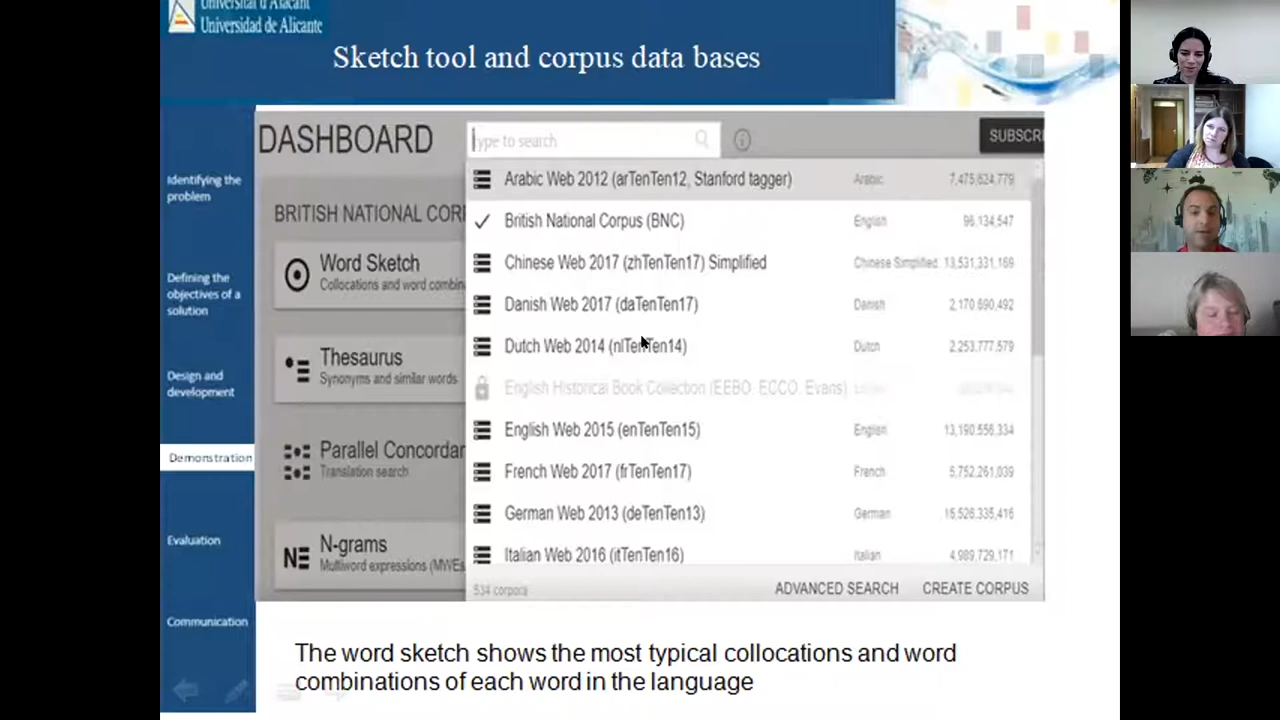 Universitat d'Alacant
Universidad de Alicante
Sketch tool and corpus data bases
Identifying the
problem
Defining the
objectives of a
solution
Design and
development
Demonstration
Evaluation
Communication
DASHBOARD
Type to search
SUBSCRI
BRITISH NATIONAL COR
Word Sketch
Collocations and word combin
Thesaurus
Synonyms and similar words
Parallel Concordar
Translation search
N-grams
Multiword expressions (MWEs
Arabic Web 2012 (arTenTen12, Stanford tagger) Arabic 7,475,624,779
British National Corpus (BNC) English 96,134,547
Chinese Web 2017 (zhTenTen17) Simplified Chinese Simplified 13,531,331,169
Danish Web 2017 (daTenTen17) Danish 2,170,690,492
Dutch Web 2014 (nlTenTen14) Dutch 2,253,777,579
English Historical Book Collection (EEBO, ECCO, Evans)
English Web 2015 (enTenTen15) English 13,190,556,334
French Web 2017 (frTenTen17) French 5,752,261,039
German Web 2013 (deTenTen13) German 15,526,335,416
Italian Web 2016 (itTenTen16) Italian 4,989,729,171
534 corpora
ADVANCED SEARCH CREATE CORPUS
The word sketch shows the most typical collocations and word
combinations of each word in the language